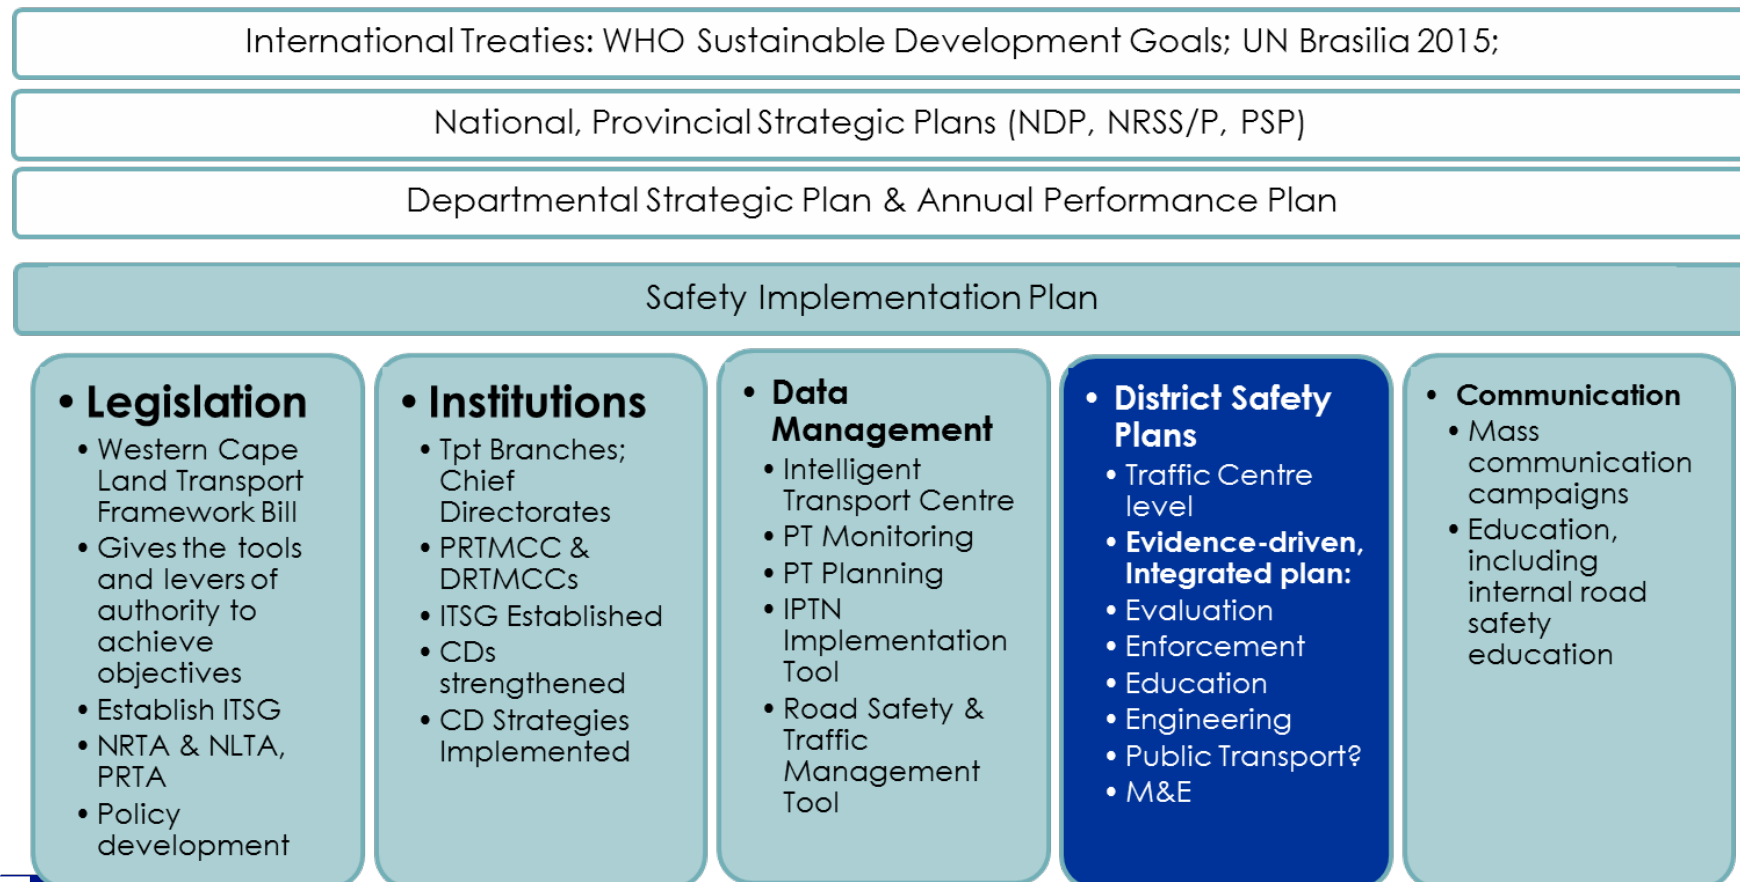 International Treaties: WHO Sustainable Development Goals; UN Brasilia 2015;
National, Provincial Strategic Plans (NDP, NRSS/P, PSP)
Departmental Strategic Plan & Annual Performance Plan
Safety Implementation Plan
• Legislation
• Western Cape
Land Transport
Framework Bill
• Gives the tools
and levers of
authority to
achieve
objectives
• Establish ITSG
• NRTA & NLTA,
PRTA
• Policy
development
• Institutions
• Tpt Branches;
Chief
Directorates
• PRTMCC &
DRTMCCs
• ITSG Established
• CDs
strengthened
• CD Strategies
Implemented
• Data
Management
• Intelligent
Transport Centre
• PT Monitoring
• PT Planning
• IPTN
Implementation
Tool
• Road Safety &
Traffic
Management
Tool
• District Safety
Plans
• Traffic Centre
level
• Evidence-driven,
Integrated plan:
• Evaluation
• Enforcement
• Education
• Engineering
• Public Transport?
• M&E
• Communication
• Mass
communication
campaigns
• Education,
including
internal road
safety
education